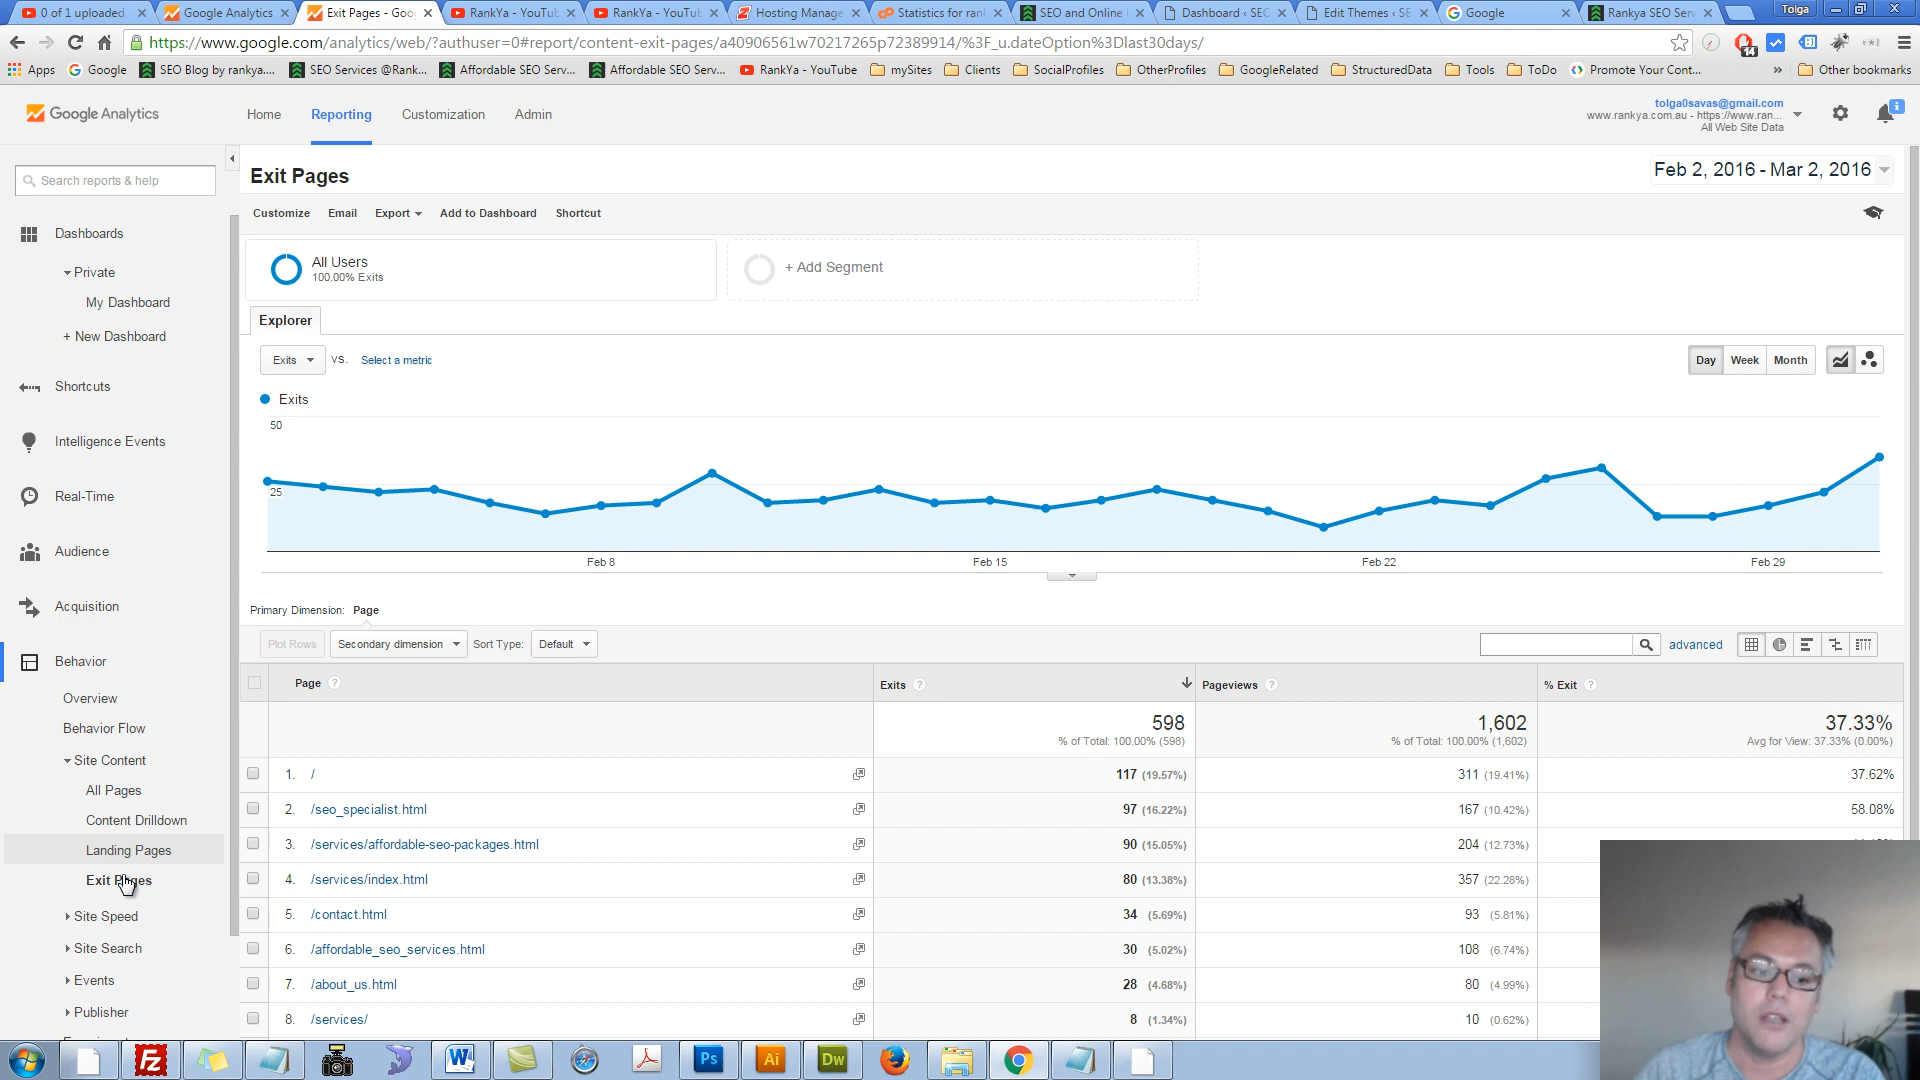 0 of 1 uploaded
Google Analytics
Exit Pages - Goo
RankYa - YouTub
RankYa - YouTub
Hosting Manage
Statistics for rank
SEO and Online
Dashboard ‹ SEO
Edit Themes ‹ SE
Google
Rankya SEO Serv
Tolga
https://www.google.com/analytics/web/?authuser=0#report/content-exit-pages/a40906561w70217265p72389914/%3F_u.dateOption%3Dlast30days/
14
Apps
Google
SEO Blog by rankya....
SEO Services @Rank...
Affordable SEO Serv...
Affordable SEO Serv...
RankYa - YouTube
mySites
Clients
SocialProfiles
OtherProfiles
GoogleRelated
StructuredData
Tools
ToDo
Promote Your Cont...
»
Other bookmarks
Google Analytics
Home
Reporting
Customization
Admin
tolga0savas@gmail.com
www.rankya.com.au - https://www.ran...
All Web Site Data
Search reports & help
Dashboards
Private
My Dashboard
+ New Dashboard
Shortcuts
Intelligence Events
Real-Time
Audience
Acquisition
Behavior
Overview
Behavior Flow
Site Content
All Pages
Content Drilldown
Landing Pages
Exit Pages
Site Speed
Site Search
Events
Publisher
Exit Pages
Feb 2, 2016 - Mar 2, 2016
Customize
Email
Export
Add to Dashboard
Shortcut
All Users
100.00% Exits
+ Add Segment
Explorer
Exits
VS.
Select a metric
Day
Week
Month
Exits
50
25
Feb 8
Feb 15
Feb 22
Feb 29
Primary Dimension: Page
Plot Rows
Secondary dimension
Sort Type:
Default
advanced
Page ?
Exits ?
Pageviews ?
% Exit ?
598
% of Total: 100.00% (598)
1,602
% of Total: 100.00% (1,602)
37.33%
Avg for View: 37.33% (0.00%)
1. / 117 (19.57%) 311 (19.41%) 37.62%
2. /seo_specialist.html 97 (16.22%) 167 (10.42%) 58.08%
3. /services/affordable-seo-packages.html 90 (15.05%) 204 (12.73%)
4. /services/index.html 80 (13.38%) 357 (22.28%)
5. /contact.html 34 (5.69%) 93 (5.81%)
6. /affordable_seo_services.html 30 (5.02%) 108 (6.74%)
7. /about_us.html 28 (4.68%) 80 (4.99%)
8. /services/ 8 (1.34%) 10 (0.62%)
Fz
W
Ps
Ai
Dw